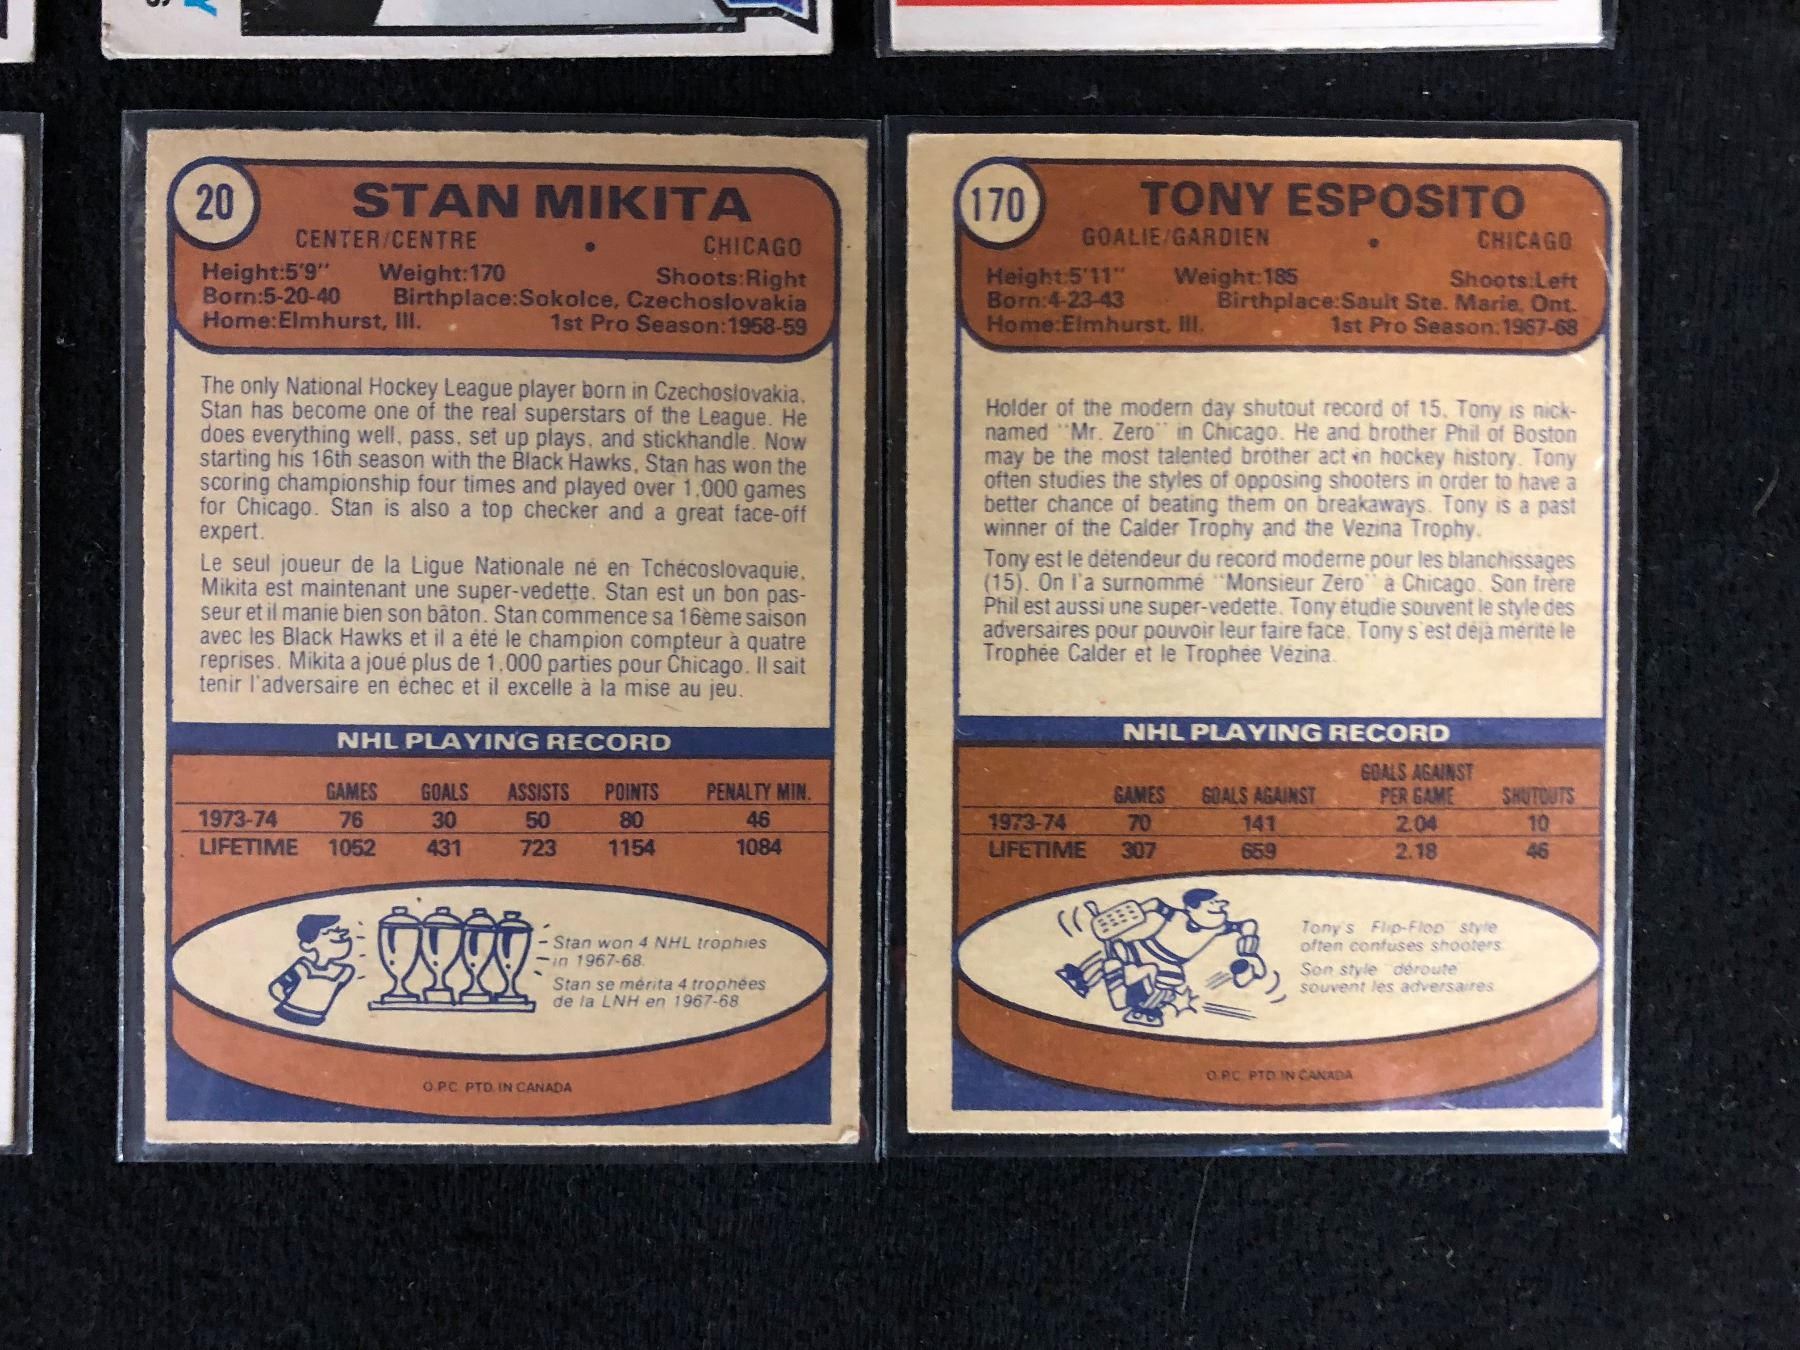 20
STAN MIKITA
CENTER/CENTRE • CHICAGO
Height:5'9" Weight:170 Shoots:Right
Born:5-20-40 Birthplace:Sokolce, Czechoslovakia
Home:Elmhurst, Ill. 1st Pro Season:1958-59
The only National Hockey League player born in Czechoslovakia,
Stan has become one of the real superstars of the League. He
does everything well, pass, set up plays, and stickhandle. Now
starting his 16th season with the Black Hawks, Stan has won the
scoring championship four times and played over 1,000 games
for Chicago. Stan is also a top checker and a great face-off
expert.
Le seul joueur de la Ligue Nationale né en Tchécoslovaquie,
Mikita est maintenant une super-vedette. Stan est un bon pas-
seur et il manie bien son bâton. Stan commence sa 16ème saison
avec les Black Hawks et il a été le champion compteur à quatre
reprises. Mikita a joué plus de 1,000 parties pour Chicago. Il sait
tenir l'adversaire en échec et il excelle à la mise au jeu.
NHL PLAYING RECORD
GAMES GOALS ASSISTS POINTS PENALTY MIN.
1973-74 76 30 50 80 46
LIFETIME 1052 431 723 1154 1084
Stan won 4 NHL trophies
in 1967-68.
Stan se mérita 4 trophées
de la LNH en 1967-68
O.P.C. PTD. IN CANADA
170
TONY ESPOSITO
GOALIE/GARDIEN • CHICAGO
Height:5'11" Weight:185 Shoots:Left
Born:4-23-43 Birthplace:Sault Ste. Marie, Ont.
Home:Elmhurst, Ill. 1st Pro Season:1967-68
Holder of the modern day shutout record of 15, Tony is nick-
named "Mr. Zero" in Chicago. He and brother Phil of Boston
may be the most talented brother act in hockey history. Tony
often studies the styles of opposing shooters in order to have a
better chance of beating them on breakaways. Tony is a past
winner of the Calder Trophy and the Vezina Trophy.
Tony est le détendeur du record moderne pour les blanchissages
(15). On l'a surnommé "Monsieur Zéro" à Chicago. Son frère
Phil est aussi une super-vedette. Tony étudie souvent le style des
adversaires pour pouvoir leur faire face. Tony s'est déjà mérité le
Trophée Calder et le Trophée Vézina.
NHL PLAYING RECORD
GOALS AGAINST
GAMES GOALS AGAINST PER GAME SHUTOUTS
1973-74 70 141 2.04 10
LIFETIME 307 659 2.18 46
Tony's Flip-Flop style
often confuses shooters.
Son style "déroute"
souvent les adversaires.
O.P.C. PTD. IN CANADA